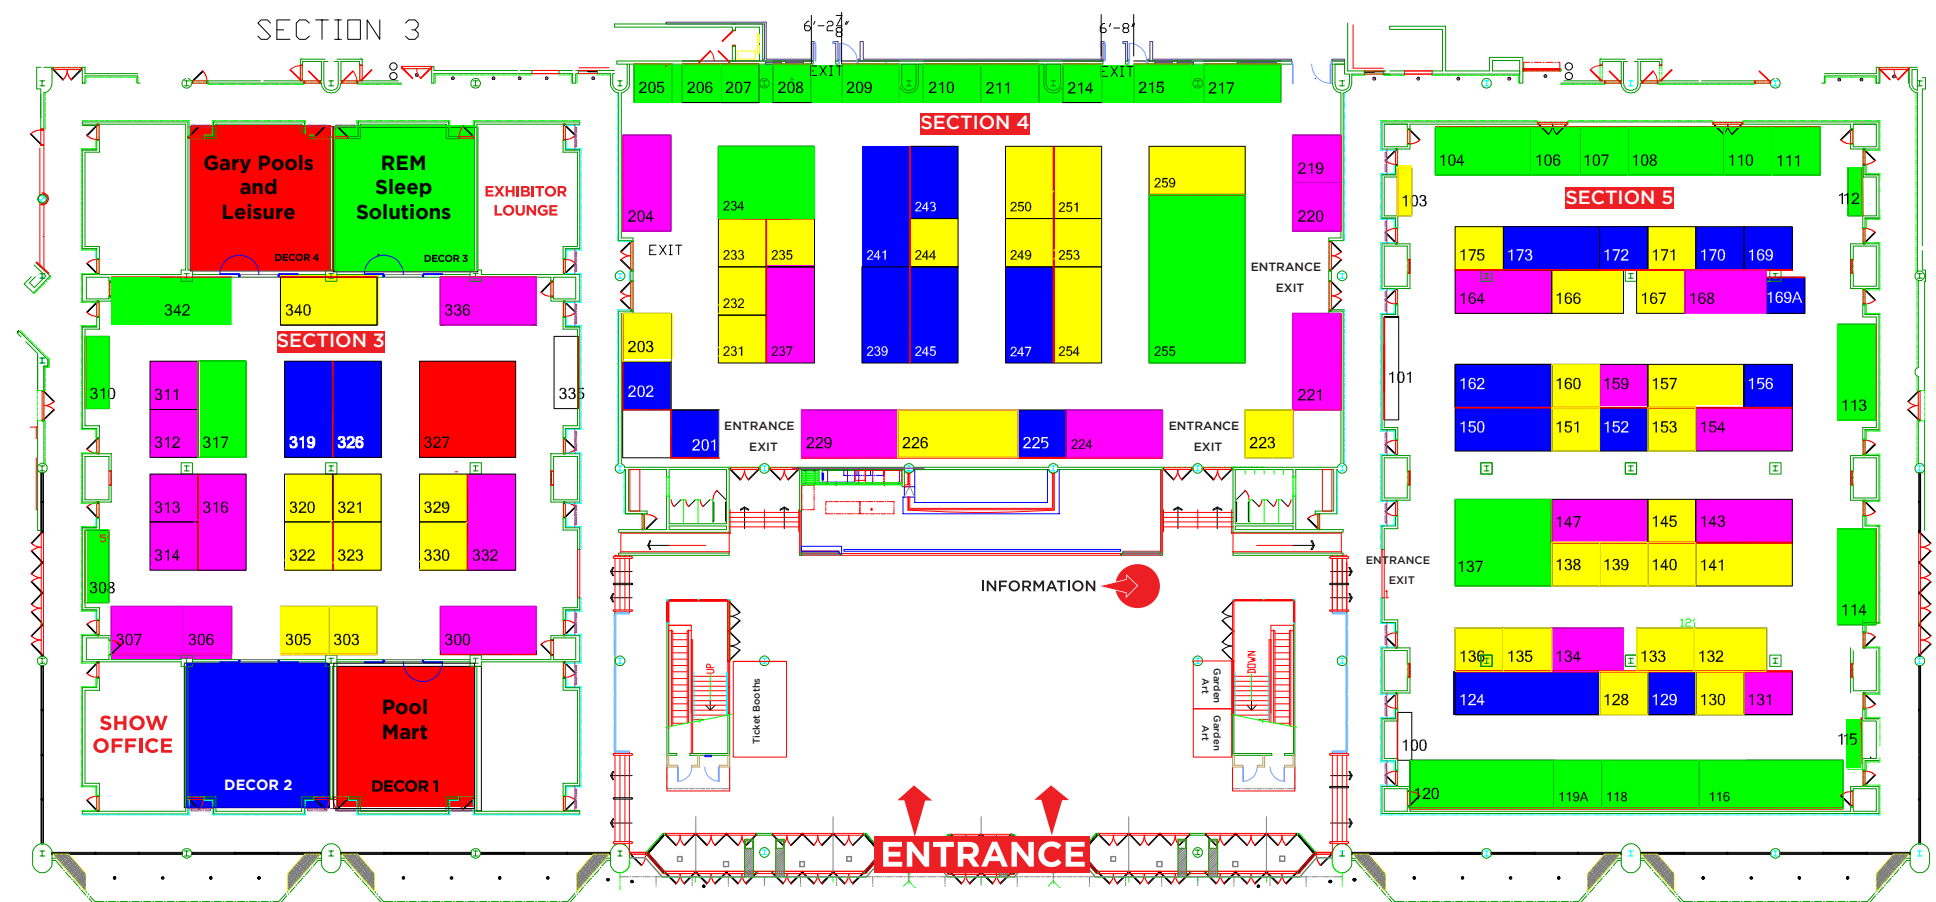 SECTION 3
6'-2⅞"
6'-8"
EXIT
EXIT
205 206 207 208 209 210 211 214 215 217
SECTION 4
Gary Pools
and
Leisure
DECOR 4
REM
Sleep
Solutions
DECOR 3
EXHIBITOR
LOUNGE
342 340 336
SECTION 3
310 311 312 317 319 326 327 335
313 316 320 321 329
314 322 323 330 332
5
308
307 306 305 303 300
SHOW
OFFICE
DECOR 2
Pool
Mart
DECOR 1
204
EXIT
219
220
234 243 250 251 259
233 235 241 244 249 253
232
231 237 239 245 247 254 255
ENTRANCE
EXIT
203
202
201
221
ENTRANCE
EXIT
229 226 225 224
ENTRANCE
EXIT
223
INFORMATION
UP
Ticket Booths
DOWN
Garden
Art
Garden
Art
ENTRANCE
104 106 107 108 110 111
103
SECTION 5
112
175 173 172 171 170 169
164 166 167 168 169A
101
162 160 159 157 156
150 151 152 153 154
113
147 145 143
137 138 139 140 141
ENTRANCE
EXIT
114
121
136 135 134 133 132
124 128 129 130 131
100
115
120 119A 118 116